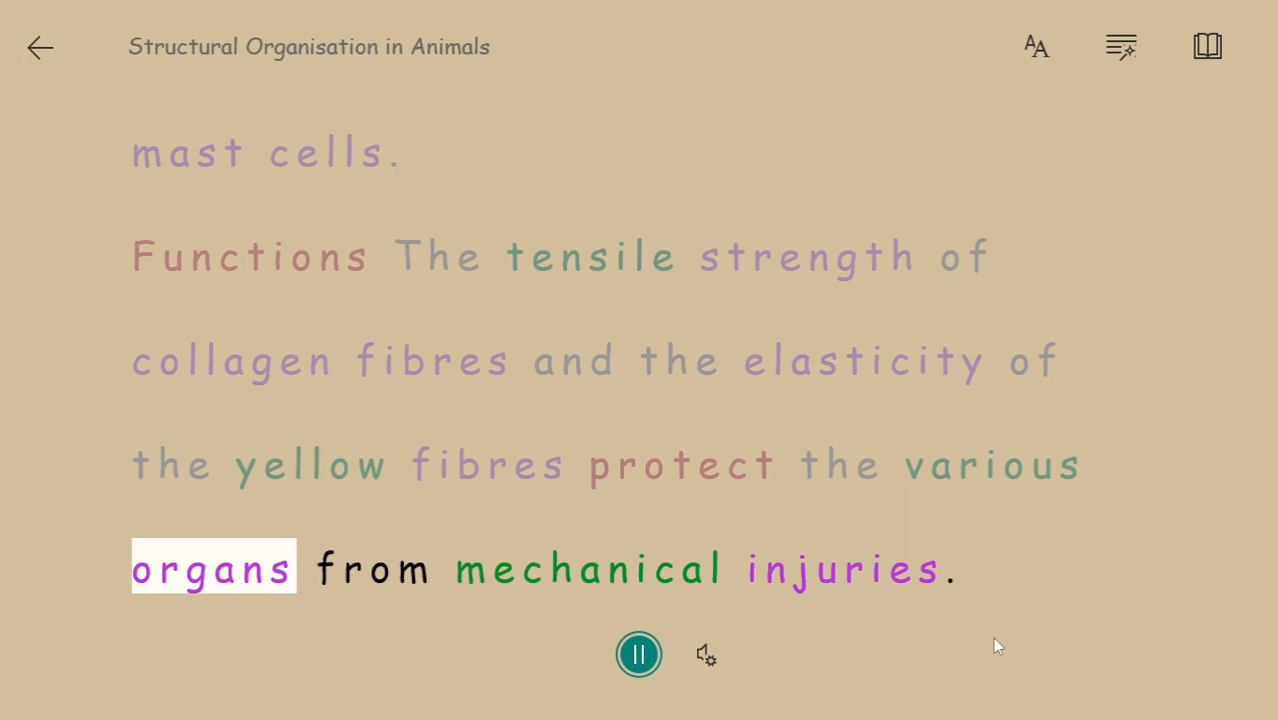 Structural Organisation in Animals
mast cells.
Functions The tensile strength of
collagen fibres and the elasticity of
the yellow fibres protect the various
organs from mechanical injuries.